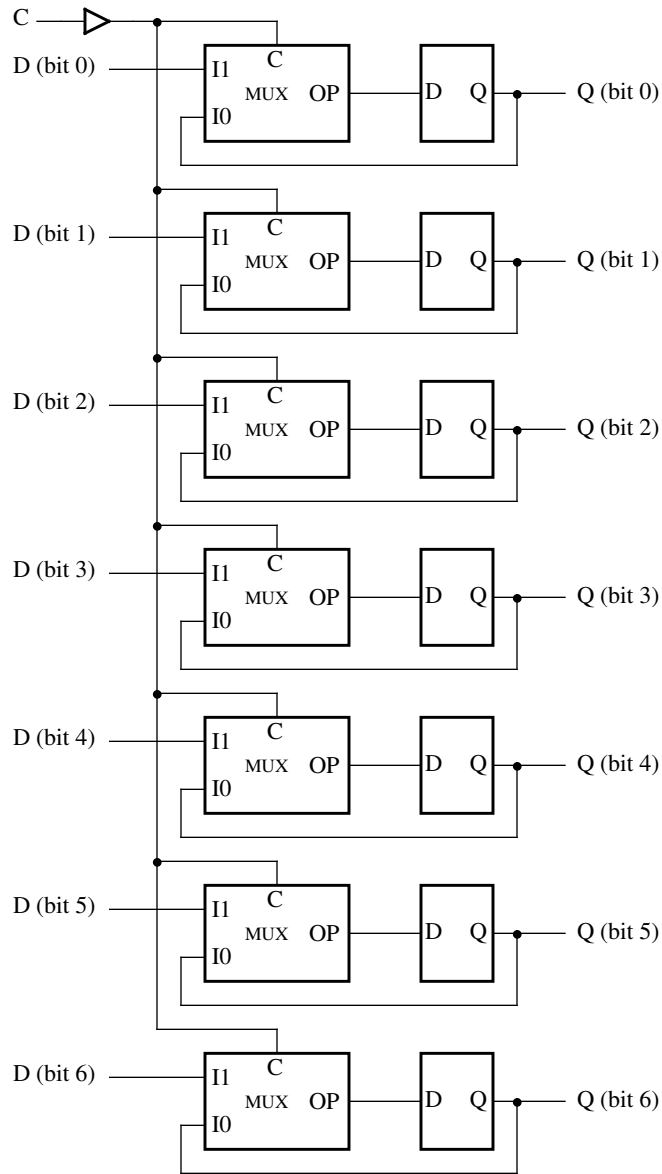 C
D (bit 0) I1 C MUX OP I0 D Q Q (bit 0)
D (bit 1) I1 C MUX OP I0 D Q Q (bit 1)
D (bit 2) I1 C MUX OP I0 D Q Q (bit 2)
D (bit 3) I1 C MUX OP I0 D Q Q (bit 3)
D (bit 4) I1 C MUX OP I0 D Q Q (bit 4)
D (bit 5) I1 C MUX OP I0 D Q Q (bit 5)
D (bit 6) I1 C MUX OP I0 D Q Q (bit 6)